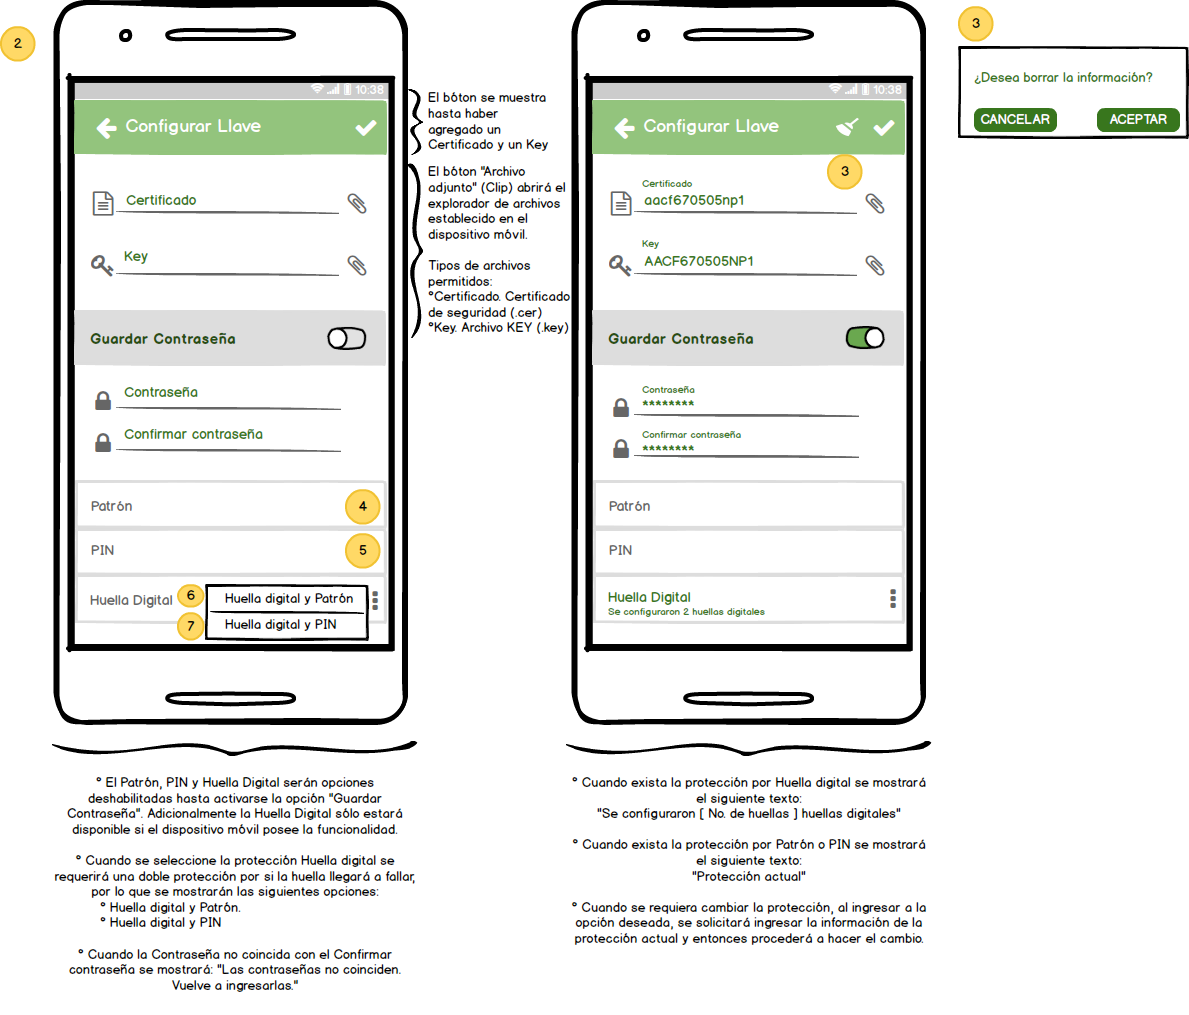 2
10:38
Configurar Llave
Certificado
Key
Guardar Contraseña
Contraseña
Confirmar contraseña
Patrón
4
PIN
5
Huella Digital
6
Huella digital y Patrón
7
Huella digital y PIN
El bóton se muestra
hasta haber
agregado un
Certificado y un Key
El bóton "Archivo
adjunto" (Clip) abrirá el
explorador de archivos
establecido en el
dispositivo móvil.
Tipos de archivos
permitidos:
°Certificado. Certificado
de seguridad (.cer)
°Key. Archivo KEY (.key)
° El Patrón, PIN y Huella Digital serán opciones
deshabilitadas hasta activarse la opción "Guardar
Contraseña". Adicionalmente la Huella Digital sólo estará
disponible si el dispositivo móvil posee la funcionalidad.
° Cuando se seleccione la protección Huella digital se
requerirá una doble protección por si la huella llegará a fallar,
por lo que se mostrarán las siguientes opciones:
° Huella digital y Patrón.
° Huella digital y PIN
° Cuando la Contraseña no coincida con el Confirmar
contraseña se mostrará: "Las contraseñas no coinciden.
Vuelve a ingresarlas."
10:38
Configurar Llave
3
Certificado
aacf670505np1
Key
AACF670505NP1
Guardar Contraseña
Contraseña
********
Confirmar contraseña
********
Patrón
PIN
Huella Digital
Se configuraron 2 huellas digitales
° Cuando exista la protección por Huella digital se mostrará
el siguiente texto:
"Se configuraron [ No. de huellas ] huellas digitales"
° Cuando exista la protección por Patrón o PIN se mostrará
el siguiente texto:
"Protección actual"
° Cuando se requiera cambiar la protección, al ingresar a la
opción deseada, se solicitará ingresar la información de la
protección actual y entonces procederá a hacer el cambio.
3
¿Desea borrar la información?
CANCELAR
ACEPTAR